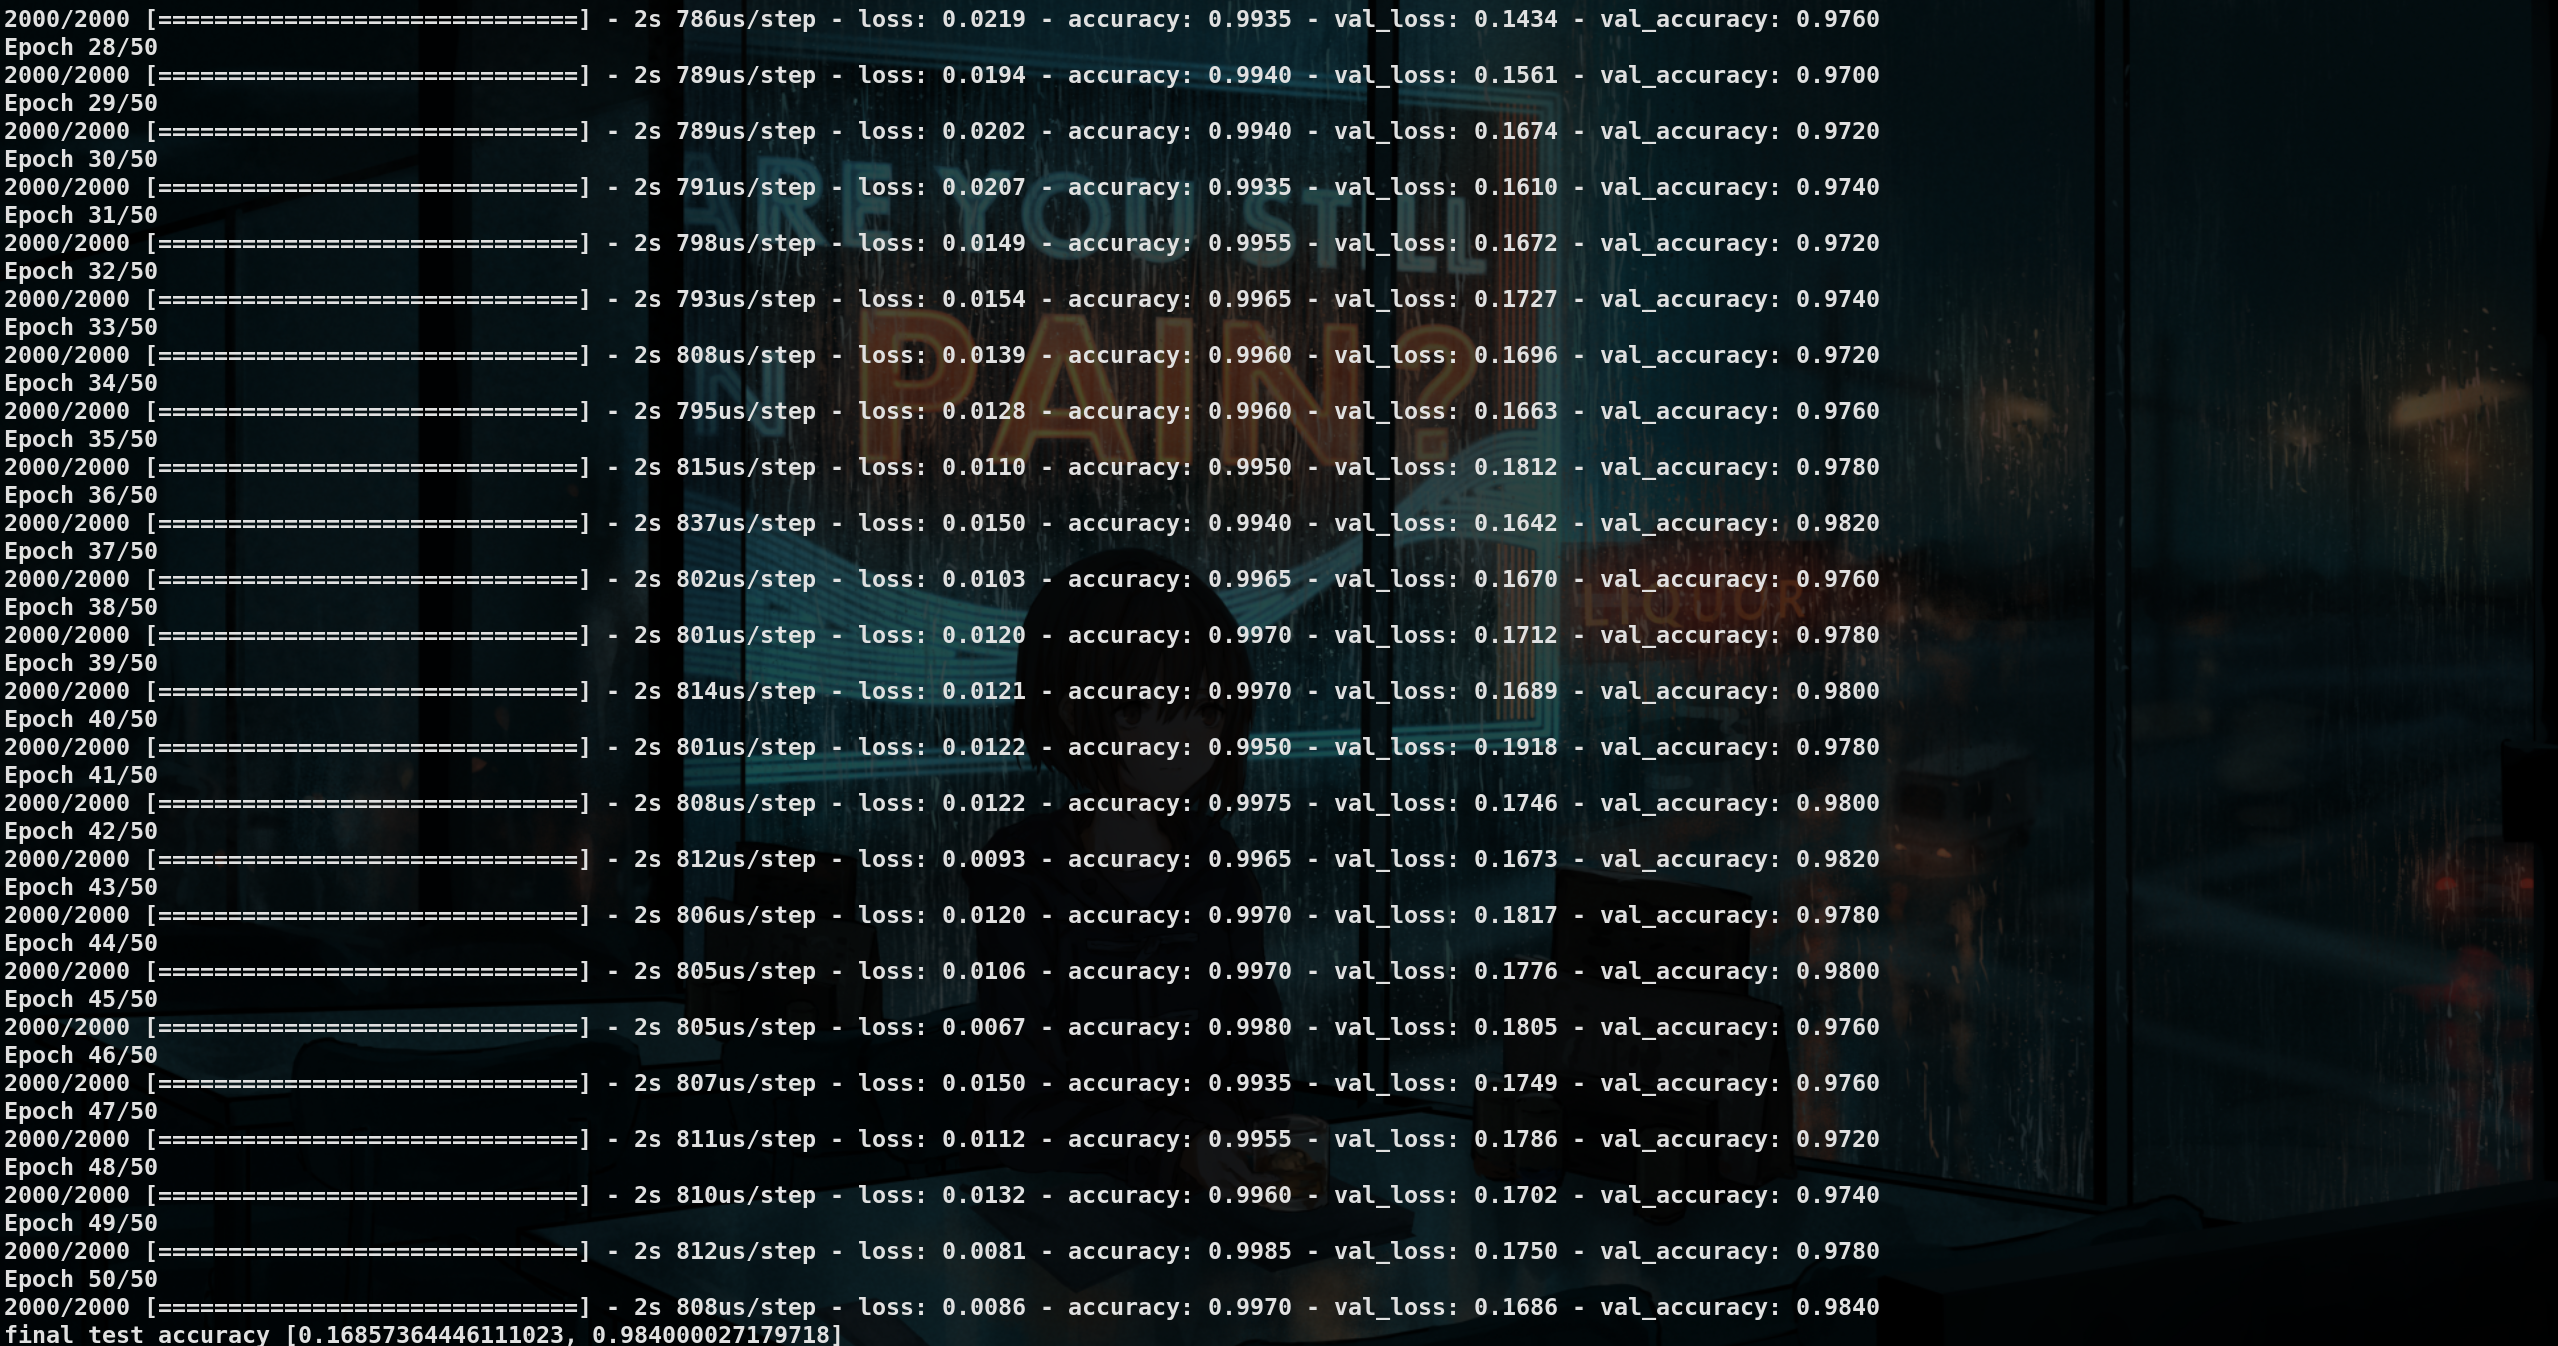 2000/2000 [==============================] - 2s 786us/step - loss: 0.0219 - accuracy: 0.9935 - val_loss: 0.1434 - val_accuracy: 0.9760
Epoch 28/50
2000/2000 [==============================] - 2s 789us/step - loss: 0.0194 - accuracy: 0.9940 - val_loss: 0.1561 - val_accuracy: 0.9700
Epoch 29/50
2000/2000 [==============================] - 2s 789us/step - loss: 0.0202 - accuracy: 0.9940 - val_loss: 0.1674 - val_accuracy: 0.9720
Epoch 30/50
2000/2000 [==============================] - 2s 791us/step - loss: 0.0207 - accuracy: 0.9935 - val_loss: 0.1610 - val_accuracy: 0.9740
Epoch 31/50
2000/2000 [==============================] - 2s 798us/step - loss: 0.0149 - accuracy: 0.9955 - val_loss: 0.1672 - val_accuracy: 0.9720
Epoch 32/50
2000/2000 [==============================] - 2s 793us/step - loss: 0.0154 - accuracy: 0.9965 - val_loss: 0.1727 - val_accuracy: 0.9740
Epoch 33/50
2000/2000 [==============================] - 2s 808us/step - loss: 0.0139 - accuracy: 0.9960 - val_loss: 0.1696 - val_accuracy: 0.9720
Epoch 34/50
2000/2000 [==============================] - 2s 795us/step - loss: 0.0128 - accuracy: 0.9960 - val_loss: 0.1663 - val_accuracy: 0.9760
Epoch 35/50
2000/2000 [==============================] - 2s 815us/step - loss: 0.0110 - accuracy: 0.9950 - val_loss: 0.1812 - val_accuracy: 0.9780
Epoch 36/50
2000/2000 [==============================] - 2s 837us/step - loss: 0.0150 - accuracy: 0.9940 - val_loss: 0.1642 - val_accuracy: 0.9820
Epoch 37/50
2000/2000 [==============================] - 2s 802us/step - loss: 0.0103 - accuracy: 0.9965 - val_loss: 0.1670 - val_accuracy: 0.9760
Epoch 38/50
2000/2000 [==============================] - 2s 801us/step - loss: 0.0120 - accuracy: 0.9970 - val_loss: 0.1712 - val_accuracy: 0.9780
Epoch 39/50
2000/2000 [==============================] - 2s 814us/step - loss: 0.0121 - accuracy: 0.9970 - val_loss: 0.1689 - val_accuracy: 0.9800
Epoch 40/50
2000/2000 [==============================] - 2s 801us/step - loss: 0.0122 - accuracy: 0.9950 - val_loss: 0.1918 - val_accuracy: 0.9780
Epoch 41/50
2000/2000 [==============================] - 2s 808us/step - loss: 0.0122 - accuracy: 0.9975 - val_loss: 0.1746 - val_accuracy: 0.9800
Epoch 42/50
2000/2000 [==============================] - 2s 812us/step - loss: 0.0093 - accuracy: 0.9965 - val_loss: 0.1673 - val_accuracy: 0.9820
Epoch 43/50
2000/2000 [==============================] - 2s 806us/step - loss: 0.0120 - accuracy: 0.9970 - val_loss: 0.1817 - val_accuracy: 0.9780
Epoch 44/50
2000/2000 [==============================] - 2s 805us/step - loss: 0.0106 - accuracy: 0.9970 - val_loss: 0.1776 - val_accuracy: 0.9800
Epoch 45/50
2000/2000 [==============================] - 2s 805us/step - loss: 0.0067 - accuracy: 0.9980 - val_loss: 0.1805 - val_accuracy: 0.9760
Epoch 46/50
2000/2000 [==============================] - 2s 807us/step - loss: 0.0150 - accuracy: 0.9935 - val_loss: 0.1749 - val_accuracy: 0.9760
Epoch 47/50
2000/2000 [==============================] - 2s 811us/step - loss: 0.0112 - accuracy: 0.9955 - val_loss: 0.1786 - val_accuracy: 0.9720
Epoch 48/50
2000/2000 [==============================] - 2s 810us/step - loss: 0.0132 - accuracy: 0.9960 - val_loss: 0.1702 - val_accuracy: 0.9740
Epoch 49/50
2000/2000 [==============================] - 2s 812us/step - loss: 0.0081 - accuracy: 0.9985 - val_loss: 0.1750 - val_accuracy: 0.9780
Epoch 50/50
2000/2000 [==============================] - 2s 808us/step - loss: 0.0086 - accuracy: 0.9970 - val_loss: 0.1686 - val_accuracy: 0.9840
final test accuracy [0.16857364446111023, 0.984000027179718]
ARE YOU STILL
IN PAIN?
LIQUOR